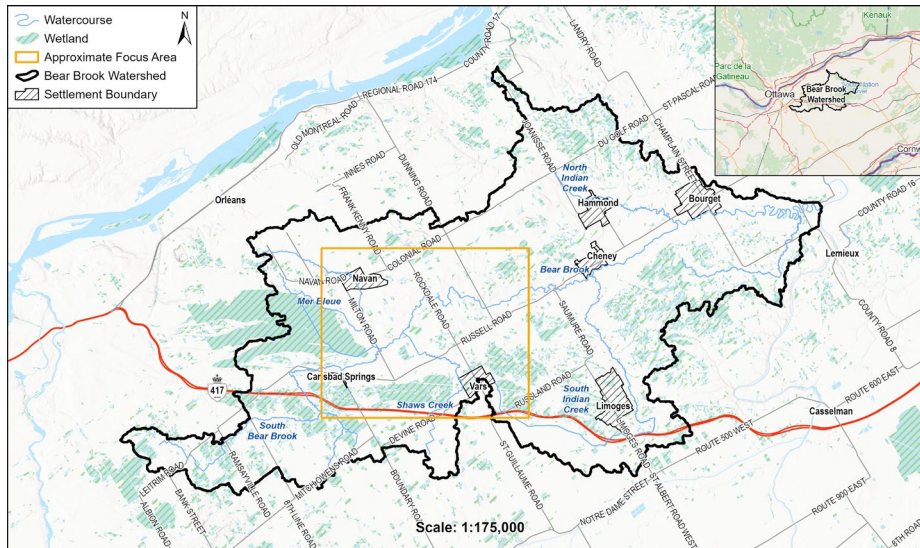 Watercourse
Wetland
Approximate Focus Area
Bear Brook Watershed
Settlement Boundary
N
Kenauk
Parc de la
Gatineau
Ottawa
Bear Brook
Watershed
Nation
Cornw
COUNTY ROAD 17
LANDRY ROAD
OLD MONTREAL ROAD
REGIONAL ROAD 174
ST-PASCAL ROAD
DU GOLF ROAD
JOANISSE ROAD
CHAMPLAIN STREET
INNES ROAD
DUNNING ROAD
FRANK KENNY ROAD
North
Indian
Creek
COUNTY ROAD 16
Orléans
Hammond
Bourget
COLONIAL ROAD
Cheney
Lemieux
Bear Brook
NAVAN ROAD
Navan
ROCKDALE ROAD
Mer Bleue
MILTON ROAD
RUSSELL ROAD
SAUMURE ROAD
COUNTY ROAD 8
417
Carlsbad Springs
Vars
RUSSLAND ROAD
ROUTE 600 EAST
Shaws Creek
South
Indian
Creek
Limoges
Casselman
South
Bear Brook
DEVINE ROAD
LIMOGES ROAD
ROUTE 500 WEST
LEITRIM ROAD
RAMSAYVILLE ROAD
MITCH OWENS ROAD
BANK STREET
8TH LINE ROAD
BOUNDARY ROAD
ST-GUILLAUME ROAD
ST-ALBERT ROAD WEST
NOTRE DAME STREET
ROUTE 900 EAST
ALBION ROAD
8TH ROAD
Scale: 1:175,000